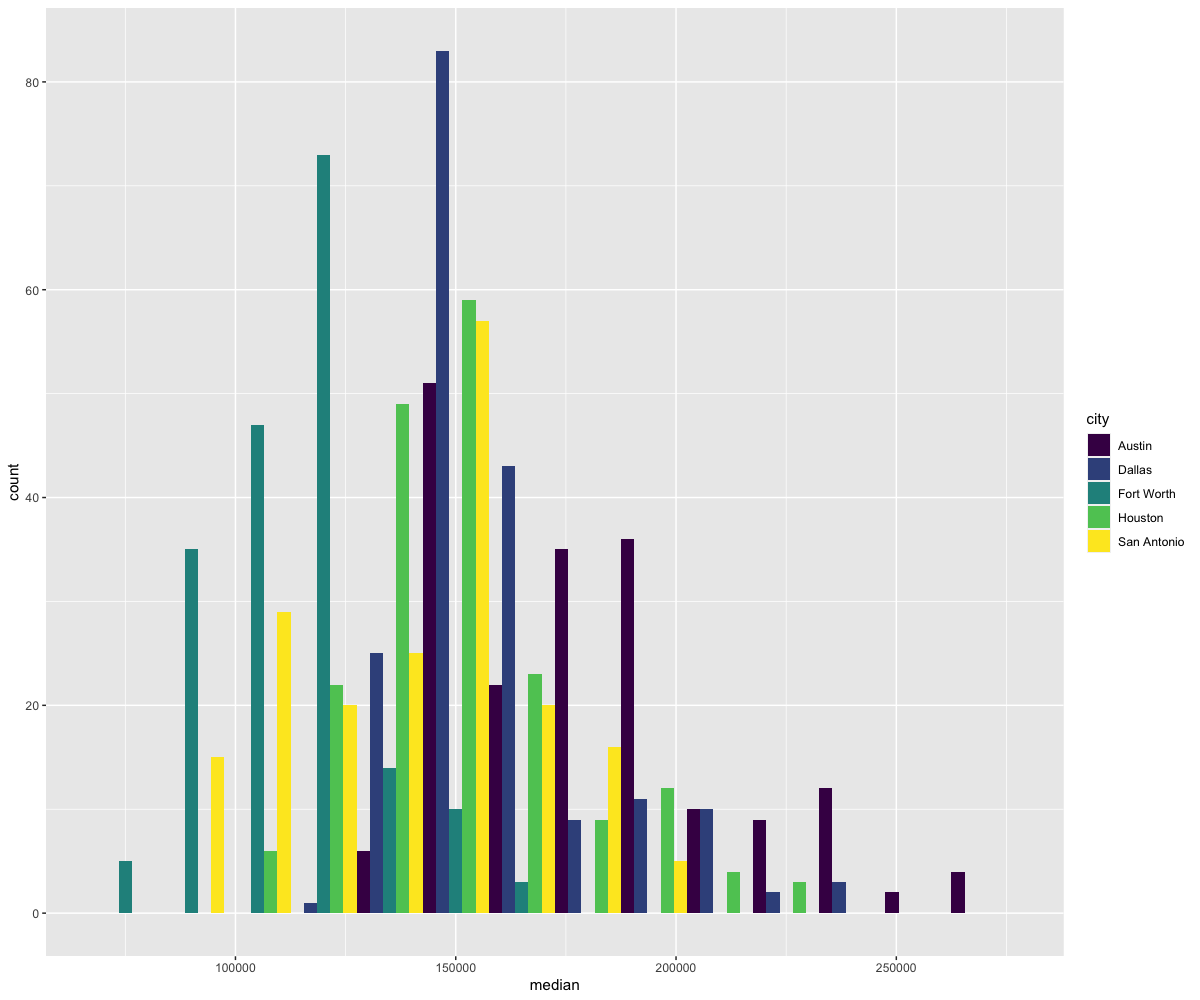 80
60
40
20
0
count
100000
150000
200000
250000
median
city
Austin
Dallas
Fort Worth
Houston
San Antonio